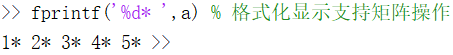 >> fprintf('%d* ',a) % 格式化显示支持矩阵操作
1* 2* 3* 4* 5* >>